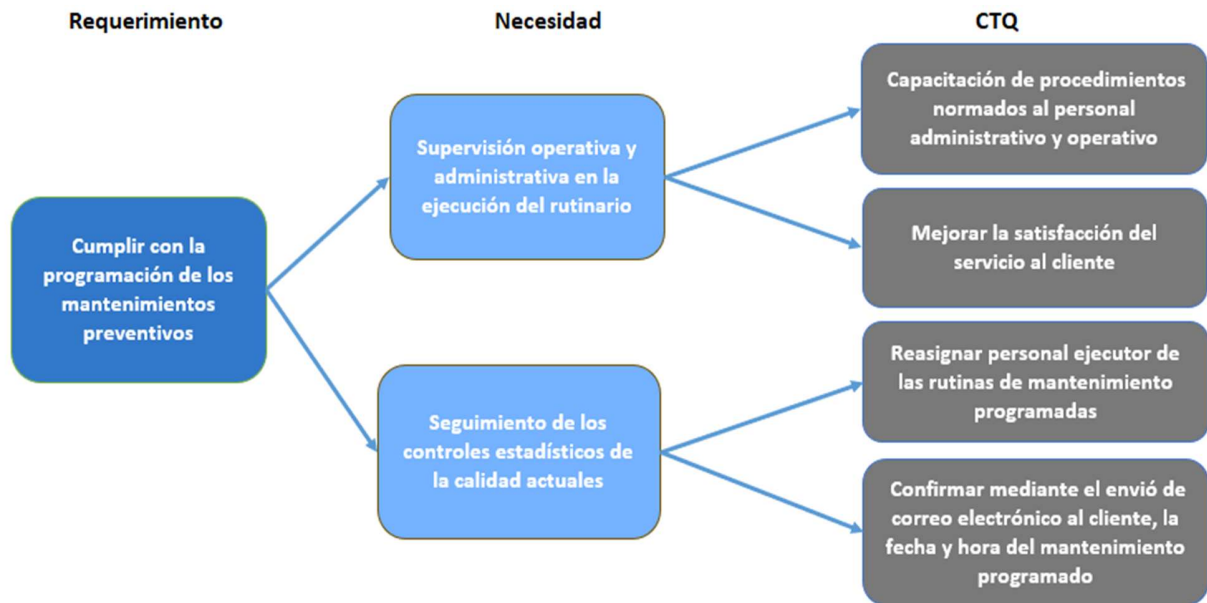 Requerimiento
Necesidad
CTQ
Cumplir con la
programación de los
mantenimientos
preventivos
Supervisión operativa y
administrativa en la
ejecución del rutinario
Seguimiento de los
controles estadísticos de
la calidad actuales
Capacitación de procedimientos
normados al personal
administrativo y operativo
Mejorar la satisfacción del
servicio al cliente
Reasignar personal ejecutor de
las rutinas de mantenimiento
programadas
Confirmar mediante el envió de
correo electrónico al cliente, la
fecha y hora del mantenimiento
programado